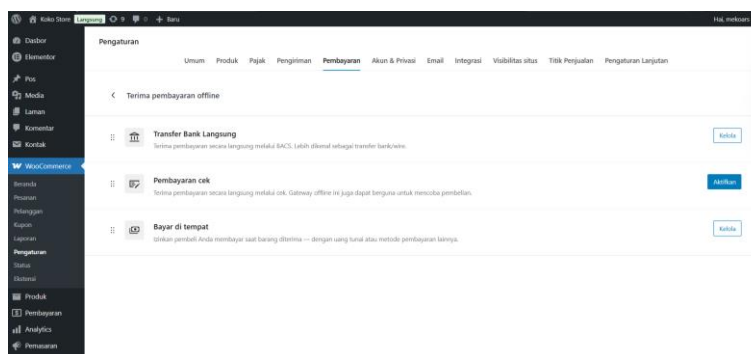 Koko Store Langsung 9 0 + Baru Hai, mekoars
Dasbor
Elementor
Pos
Media
Laman
Komentar
Kontak
WooCommerce
Beranda
Pesanan
Pelanggan
Kupon
Laporan
Pengaturan
Status
Ekstensi
Produk
Pembayaran
Analytics
Pemasaran
Pengaturan
Umum Produk Pajak Pengiriman Pembayaran Akun & Privasi Email Integrasi Visibilitas situs Titik Penjualan Pengaturan Lanjutan
Terima pembayaran offline
Transfer Bank Langsung
Terima pembayaran secara langsung melalui BACS. Lebih dikenal sebagai transfer bank/wire.
Kelola
Pembayaran cek
Terima pembayaran secara langsung melalui cek. Gateway offline ini juga dapat berguna untuk mencoba pembelian.
Aktifkan
Bayar di tempat
Izinkan pembeli Anda membayar saat barang diterima — dengan uang tunai atau metode pembayaran lainnya.
Kelola